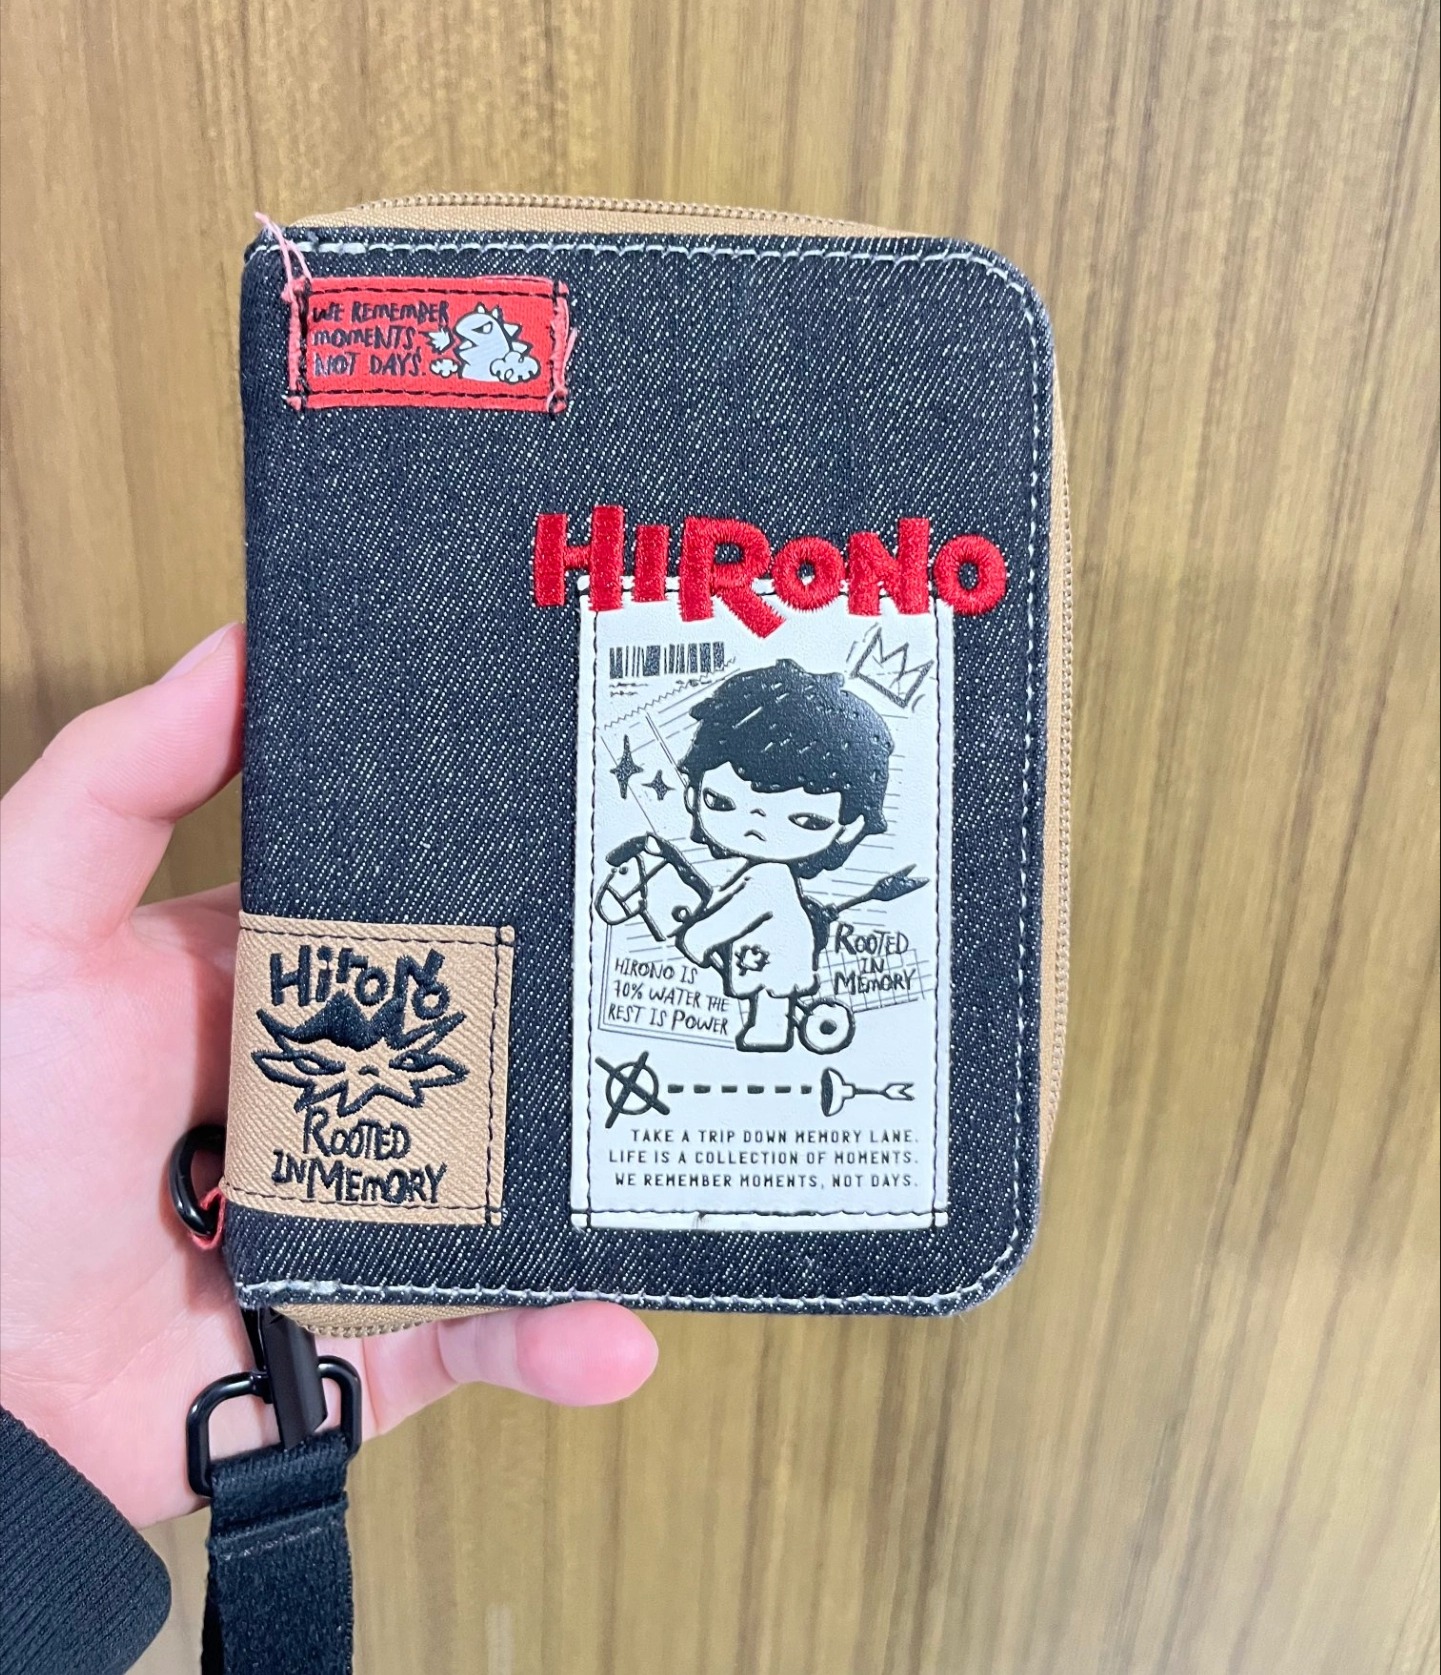 WE REMEMBER
MOMENTS,
NOT DAYS.
HIRONO
ROOTED
IN
MEMORY
HIRONO IS
70% WATER THE
REST IS POWER
TAKE A TRIP DOWN MEMORY LANE.
LIFE IS A COLLECTION OF MOMENTS.
WE REMEMBER MOMENTS, NOT DAYS.
Hirono
ROOTED
IN MEMORY